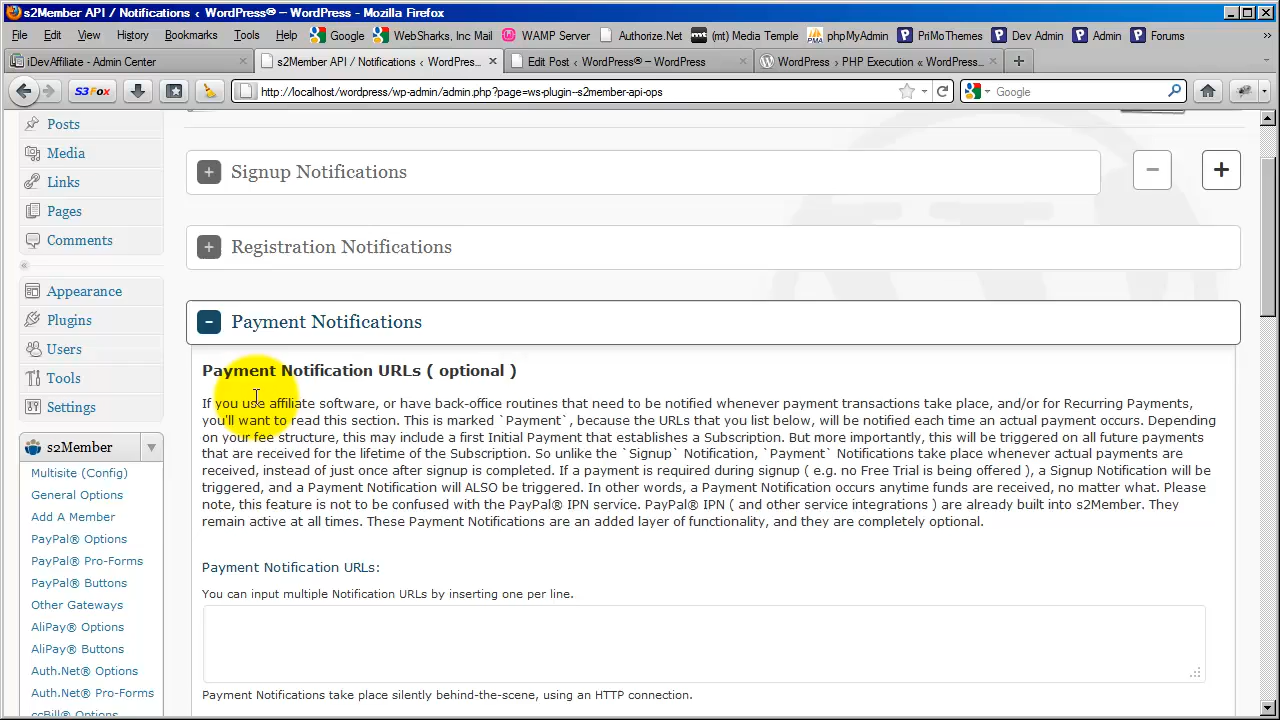 s2Member API / Notifications ‹ WordPress® — WordPress - Mozilla Firefox
File Edit View History Bookmarks Tools Help Google WebSharks, Inc Mail WAMP Server Authorize.Net (mt) Media Temple phpMyAdmin PriMoThemes Dev Admin Admin Forums
iDevAffiliate - Admin Center s2Member API / Notifications ‹ WordPres... Edit Post ‹ WordPress® — WordPress WordPress › PHP Execution « WordPress...
S3Fox http://localhost/wordpress/wp-admin/admin.php?page=ws-plugin--s2member-api-ops Google
Posts
Media
Links
Pages
Comments
Appearance
Plugins
Users
Tools
Settings
s2Member
Multisite (Config)
General Options
Add A Member
PayPal® Options
PayPal® Pro-Forms
PayPal® Buttons
Other Gateways
AliPay® Options
AliPay® Buttons
Auth.Net® Options
Auth.Net® Pro-Forms
ccBill® Options
Signup Notifications
Registration Notifications
Payment Notifications
Payment Notification URLs ( optional )
If you use affiliate software, or have back-office routines that need to be notified whenever payment transactions take place, and/or for Recurring Payments,
you'll want to read this section. This is marked `Payment`, because the URLs that you list below, will be notified each time an actual payment occurs. Depending
on your fee structure, this may include a first Initial Payment that establishes a Subscription. But more importantly, this will be triggered on all future payments
that are received for the lifetime of the Subscription. So unlike the `Signup` Notification, `Payment` Notifications take place whenever actual payments are
received, instead of just once after signup is completed. If a payment is required during signup ( e.g. no Free Trial is being offered ), a Signup Notification will be
triggered, and a Payment Notification will ALSO be triggered. In other words, a Payment Notification occurs anytime funds are received, no matter what. Please
note, this feature is not to be confused with the PayPal® IPN service. PayPal® IPN ( and other service integrations ) are already built into s2Member. They
remain active at all times. These Payment Notifications are an added layer of functionality, and they are completely optional.
Payment Notification URLs:
You can input multiple Notification URLs by inserting one per line.
Payment Notifications take place silently behind-the-scene, using an HTTP connection.